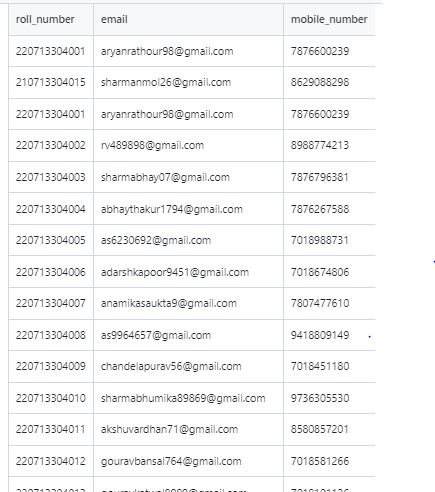 roll_number email mobile_number
220713304001 aryanrathour98@gmail.com 7876600239
210713304015 sharmanmol26@gmail.com 8629088298
220713304001 aryanrathour98@gmail.com 7876600239
220713304002 rv489898@gmail.com 8988774213
220713304003 sharmabhay07@gmail.com 7876796381
220713304004 abhaythakur1794@gmail.com 7876267588
220713304005 as6230692@gmail.com 7018988731
220713304006 adarshkapoor9451@gmail.com 7018674806
220713304007 anamikasaukta9@gmail.com 7807477610
220713304008 as9964657@gmail.com 9418809149
220713304009 chandelapurav56@gmail.com 7018451180
220713304010 sharmabhumika89869@gmail.com 9736305530
220713304011 akshuvardhan71@gmail.com 8580857201
220713304012 gouravbansal764@gmail.com 7018581266